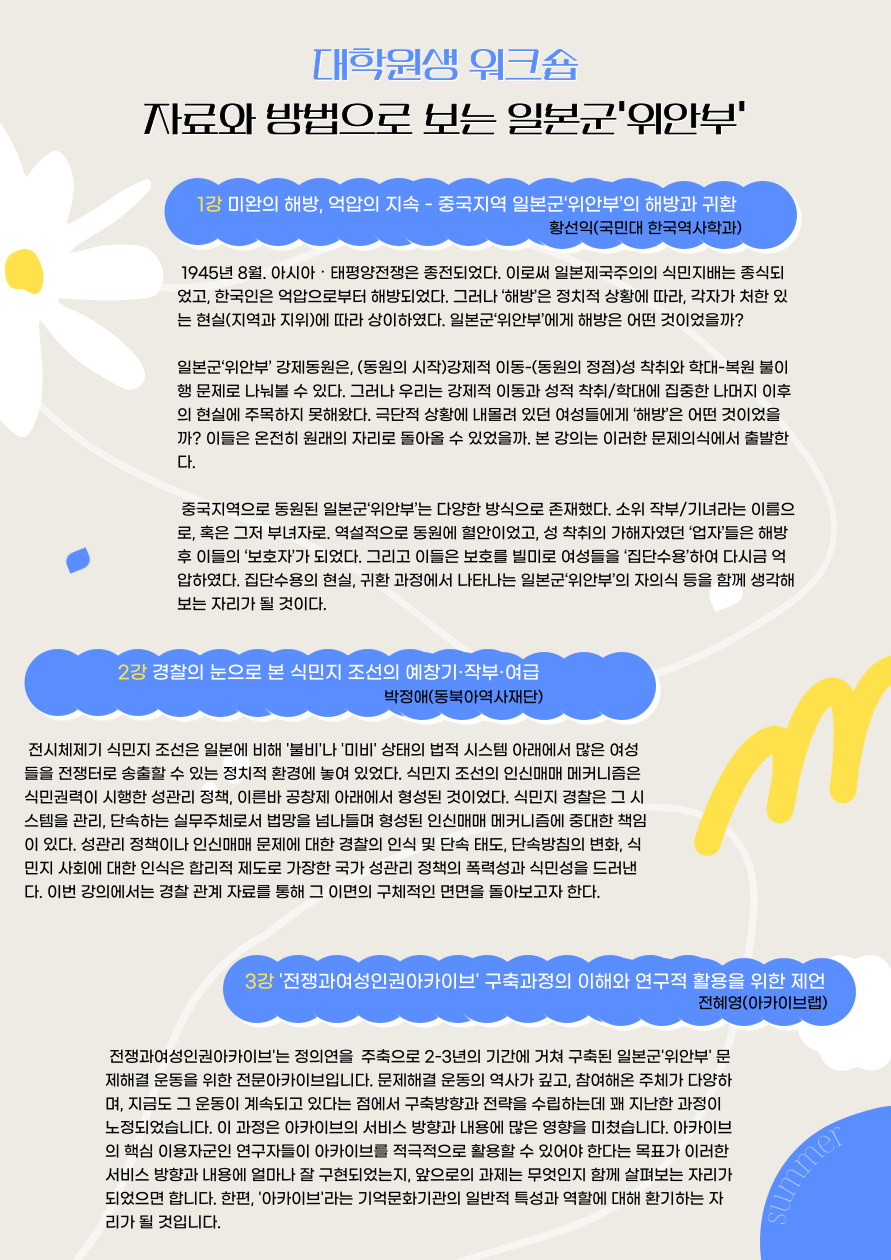 대학원생 워크숍
자료와 방법으로 보는 일본군'위안부'
1강 미완의 해방, 억압의 지속 - 중국지역 일본군‘위안부’의 해방과 귀환
황선익(국민대 한국역사학과)
1945년 8월. 아시아 · 태평양전쟁은 종전되었다. 이로써 일본제국주의의 식민지배는 종식되
었고, 한국인은 억압으로부터 해방되었다. 그러나 ‘해방’은 정치적 상황에 따라, 각자가 처한 있
는 현실(지역과 지위)에 따라 상이하였다. 일본군‘위안부’에게 해방은 어떤 것이었을까?
일본군‘위안부’ 강제동원은, (동원의 시작)강제적 이동-(동원의 정점)성 착취와 학대-복원 불이
행 문제로 나눠볼 수 있다. 그러나 우리는 강제적 이동과 성적 착취/학대에 집중한 나머지 이후
의 현실에 주목하지 못해왔다. 극단적 상황에 내몰려 있던 여성들에게 ‘해방’은 어떤 것이었을
까? 이들은 온전히 원래의 자리로 돌아올 수 있었을까. 본 강의는 이러한 문제의식에서 출발한
다.
중국지역으로 동원된 일본군‘위안부’는 다양한 방식으로 존재했다. 소위 작부/기녀라는 이름으
로, 혹은 그저 부녀자로. 역설적으로 동원에 혈안이었고, 성 착취의 가해자였던 ‘업자’들은 해방
후 이들의 ‘보호자’가 되었다. 그리고 이들은 보호를 빌미로 여성들을 ‘집단수용’하여 다시금 억
압하였다. 집단수용의 현실, 귀환 과정에서 나타나는 일본군‘위안부’의 자의식 등을 함께 생각해
보는 자리가 될 것이다.
2강 경찰의 눈으로 본 식민지 조선의 예창기·작부·여급
박정애(동북아역사재단)
전시체제기 식민지 조선은 일본에 비해 '불비'나 '미비' 상태의 법적 시스템 아래에서 많은 여성
들을 전쟁터로 송출할 수 있는 정치적 환경에 놓여 있었다. 식민지 조선의 인신매매 메커니즘은
식민권력이 시행한 성관리 정책, 이른바 공창제 아래에서 형성된 것이었다. 식민지 경찰은 그 시
스템을 관리, 단속하는 실무주체로서 법망을 넘나들며 형성된 인신매매 메커니즘에 중대한 책임
이 있다. 성관리 정책이나 인신매매 문제에 대한 경찰의 인식 및 단속 태도, 단속방침의 변화, 식
민지 사회에 대한 인식은 합리적 제도로 가장한 국가 성관리 정책의 폭력성과 식민성을 드러낸
다. 이번 강의에서는 경찰 관계 자료를 통해 그 이면의 구체적인 면면을 돌아보고자 한다.
3강 '전쟁과여성인권아카이브' 구축과정의 이해와 연구적 활용을 위한 제언
전혜영(아카이브랩)
전쟁과여성인권아카이브'는 정의연을  주축으로 2-3년의 기간에 거쳐 구축된 일본군'위안부' 문
제해결 운동을 위한 전문아카이브입니다. 문제해결 운동의 역사가 깊고, 참여해온 주체가 다양하
며, 지금도 그 운동이 계속되고 있다는 점에서 구축방향과 전략을 수립하는데 꽤 지난한 과정이
노정되었습니다. 이 과정은 아카이브의 서비스 방향과 내용에 많은 영향을 미쳤습니다. 아카이브
의 핵심 이용자군인 연구자들이 아카이브를 적극적으로 활용할 수 있어야 한다는 목표가 이러한
서비스 방향과 내용에 얼마나 잘 구현되었는지, 앞으로의 과제는 무엇인지 함께 살펴보는 자리가
되었으면 합니다. 한편, '아카이브'라는 기억문화기관의 일반적 특성과 역할에 대해 환기하는 자
리가 될 것입니다.
summer